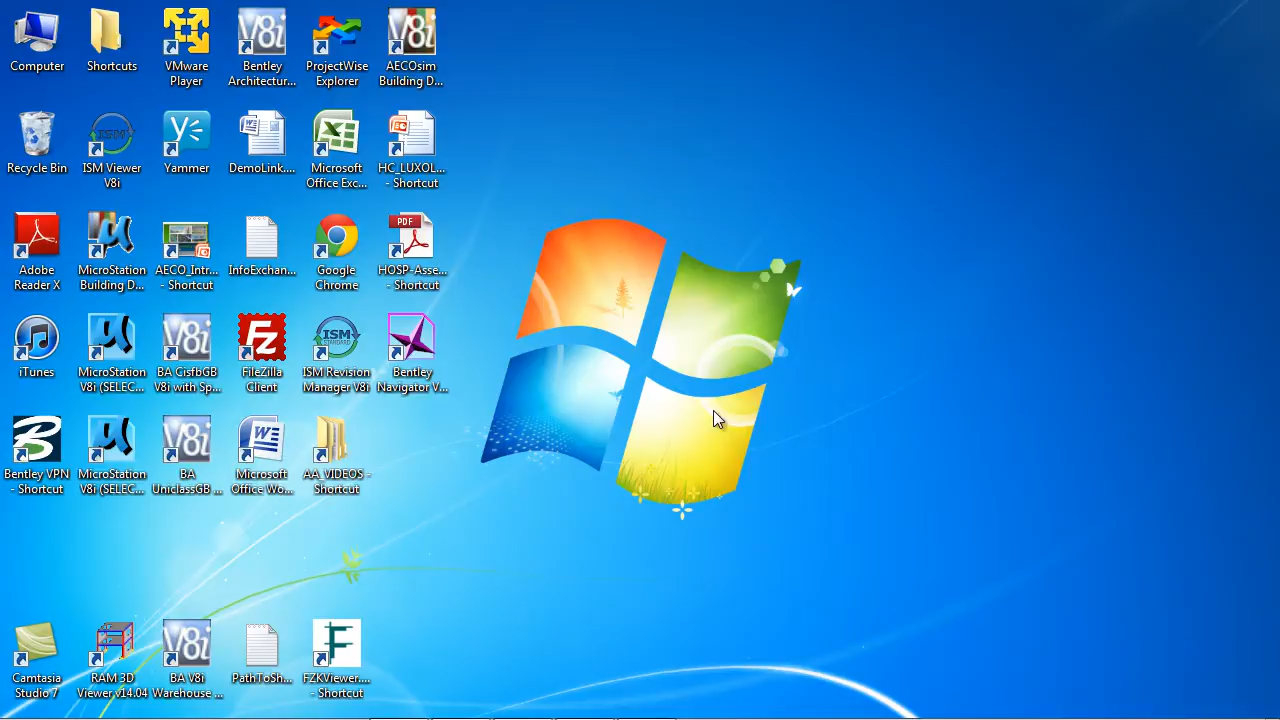 Computer
Shortcuts
VMware
Player
Bentley
Architectur...
ProjectWise
Explorer
AECOsim
Building D...
Recycle Bin
ISM Viewer
V8i
Yammer
DemoLink....
Microsoft
Office Exc...
HC_LUXOL...
- Shortcut
Adobe
Reader X
MicroStation
Building D...
AECO_Intr...
- Shortcut
InfoExchan...
Google
Chrome
PDF
HOSP-Asse...
- Shortcut
iTunes
MicroStation
V8i (SELEC...
BA CisfbGB
V8i with Sp...
FileZilla
Client
ISM Revision
Manager V8i
Bentley
Navigator V...
Bentley VPN
- Shortcut
MicroStation
V8i (SELEC...
BA
UniclassGB ...
Microsoft
Office Wo...
AA_VIDEOS -
Shortcut
Camtasia
Studio 7
RAM 3D
Viewer v14.04
BA V8i
Warehouse ...
PathToSh...
FZKViewer....
- Shortcut